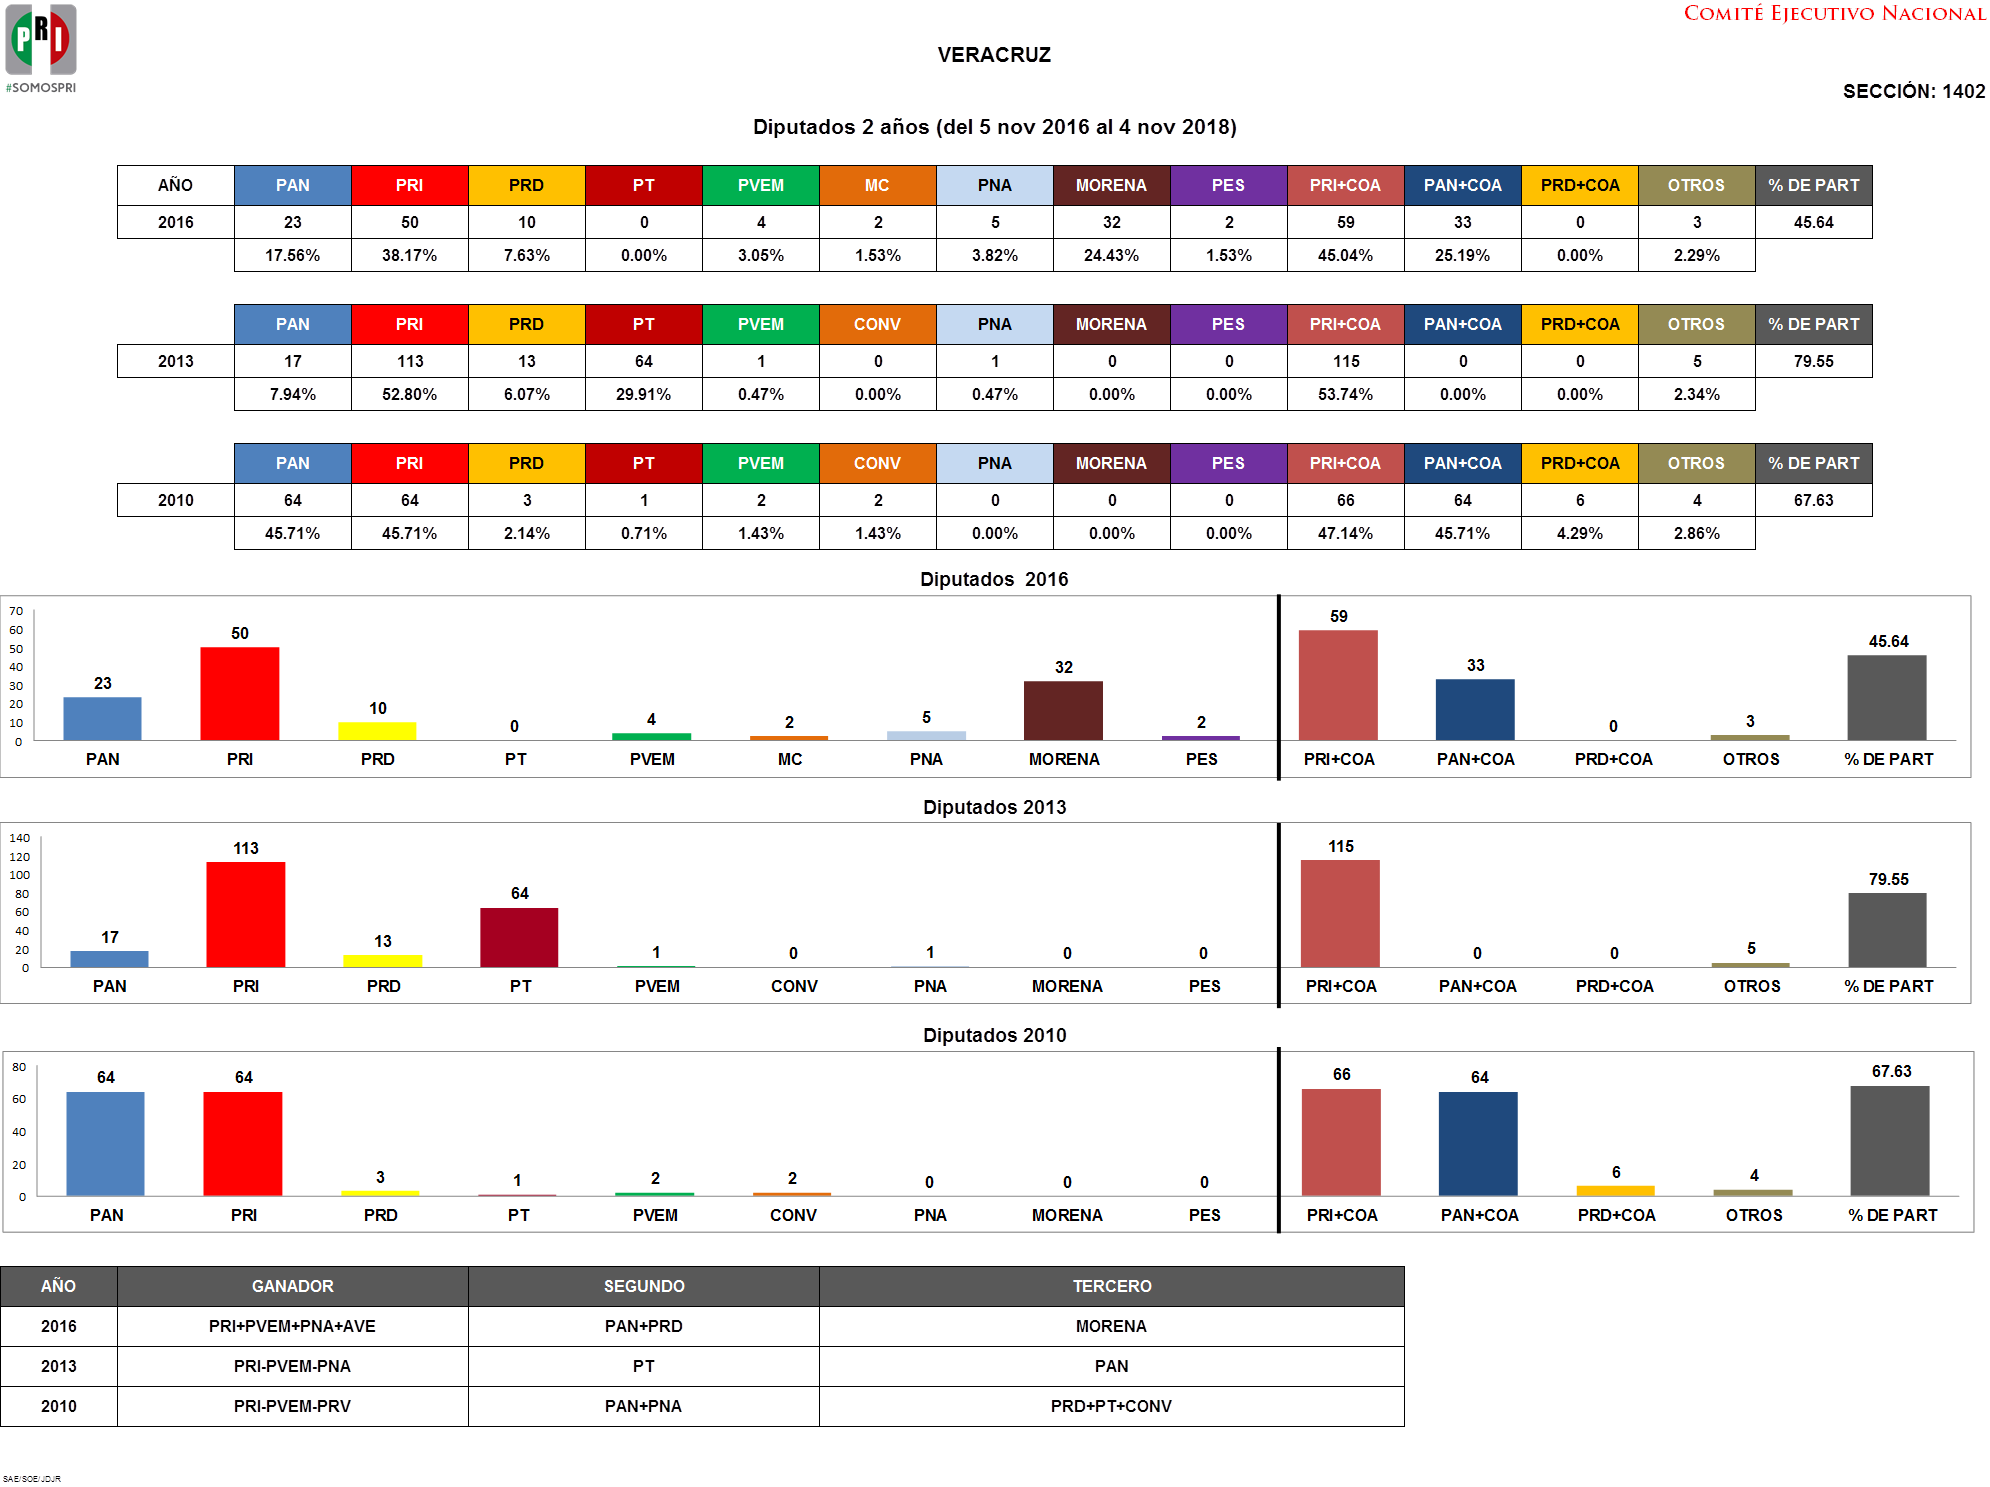 PRI
#SOMOSPRI
COMITÉ EJECUTIVO NACIONAL
VERACRUZ
SECCIÓN: 1402
Diputados 2 años (del 5 nov 2016 al 4 nov 2018)
AÑO PAN PRI PRD PT PVEM MC PNA MORENA PES PRI+COA PAN+COA PRD+COA OTROS % DE PART
2016 23 50 10 0 4 2 5 32 2 59 33 0 3 45.64
17.56% 38.17% 7.63% 0.00% 3.05% 1.53% 3.82% 24.43% 1.53% 45.04% 25.19% 0.00% 2.29%
PAN PRI PRD PT PVEM CONV PNA MORENA PES PRI+COA PAN+COA PRD+COA OTROS % DE PART
2013 17 113 13 64 1 0 1 0 0 115 0 0 5 79.55
7.94% 52.80% 6.07% 29.91% 0.47% 0.00% 0.47% 0.00% 0.00% 53.74% 0.00% 0.00% 2.34%
PAN PRI PRD PT PVEM CONV PNA MORENA PES PRI+COA PAN+COA PRD+COA OTROS % DE PART
2010 64 64 3 1 2 2 0 0 0 66 64 6 4 67.63
45.71% 45.71% 2.14% 0.71% 1.43% 1.43% 0.00% 0.00% 0.00% 47.14% 45.71% 4.29% 2.86%
Diputados 2016
70
60
50
40
30
20
10
0
23 50 10 0 4 2 5 32 2 59 33 0 3 45.64
PAN PRI PRD PT PVEM MC PNA MORENA PES PRI+COA PAN+COA PRD+COA OTROS % DE PART
Diputados 2013
140
120
100
80
60
40
20
0
17 113 13 64 1 0 1 0 0 115 0 0 5 79.55
PAN PRI PRD PT PVEM CONV PNA MORENA PES PRI+COA PAN+COA PRD+COA OTROS % DE PART
Diputados 2010
80
60
40
20
0
64 64 3 1 2 2 0 0 0 66 64 6 4 67.63
PAN PRI PRD PT PVEM CONV PNA MORENA PES PRI+COA PAN+COA PRD+COA OTROS % DE PART
AÑO GANADOR SEGUNDO TERCERO
2016 PRI+PVEM+PNA+AVE PAN+PRD MORENA
2013 PRI-PVEM-PNA PT PAN
2010 PRI-PVEM-PRV PAN+PNA PRD+PT+CONV
SAE/SOE/JDJR